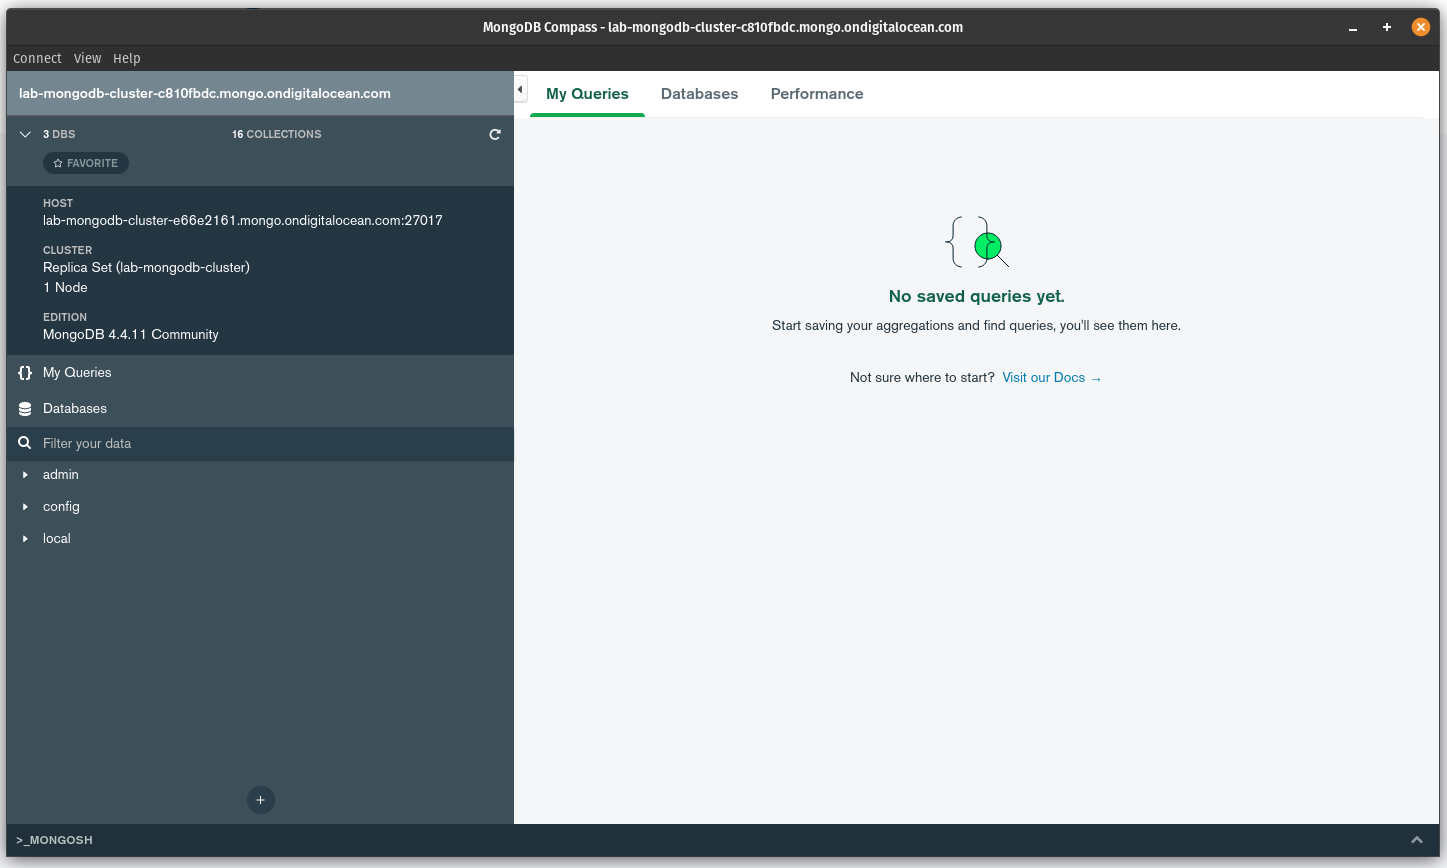 MongoDB Compass - lab-mongodb-cluster-c810fbdc.mongo.ondigitalocean.com
Connect View Help
lab-mongodb-cluster-c810fbdc.mongo.ondigitalocean.com
3 DBS 16 COLLECTIONS
FAVORITE
HOST
lab-mongodb-cluster-e66e2161.mongo.ondigitalocean.com:27017
CLUSTER
Replica Set (lab-mongodb-cluster)
1 Node
EDITION
MongoDB 4.4.11 Community
{} My Queries
Databases
Filter your data
admin
config
local
+
>_MONGOSH
My Queries Databases Performance
No saved queries yet.
Start saving your aggregations and find queries, you'll see them here.
Not sure where to start? Visit our Docs →